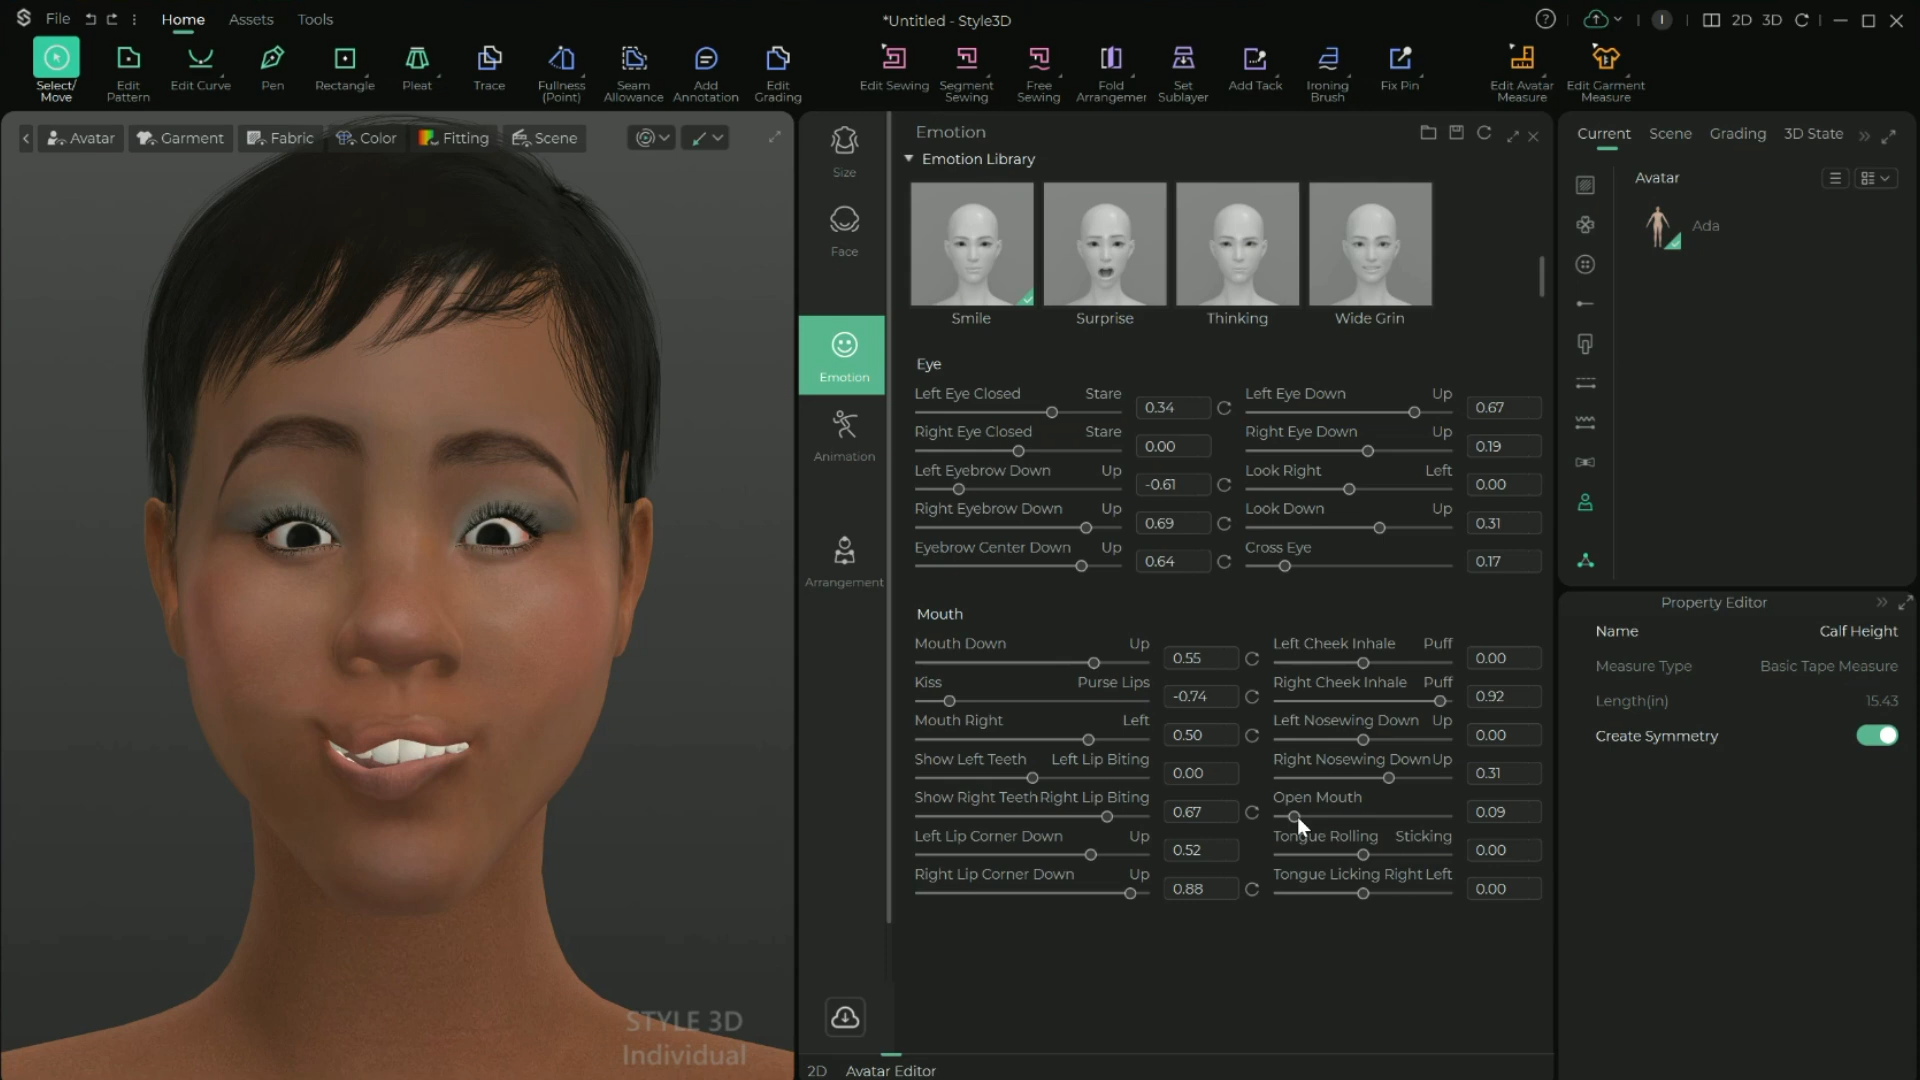 File
Home
Assets
Tools
*Untitled - Style3D
2D
3D
Select/
Move
Edit
Pattern
Edit Curve
Pen
Rectangle
Pleat
Trace
Fullness
(Point)
Seam
Allowance
Add
Annotation
Edit
Grading
Edit Sewing
Segment
Sewing
Free
Sewing
Fold
Arrangemer
Set
Sublayer
Add Tack
Ironing
Brush
Fix Pin
Edit Avatar
Measure
Edit Garment
Measure
Avatar
Garment
Fabric
Color
Fitting
Scene
STYLE 3D
Individual
Size
Face
Emotion
Animation
Arrangement
Emotion
Emotion Library
Smile
Surprise
Thinking
Wide Grin
Eye
Left Eye Closed Stare 0.34
Left Eye Down Up 0.67
Right Eye Closed Stare 0.00
Right Eye Down Up 0.19
Left Eyebrow Down Up -0.61
Look Right Left 0.00
Right Eyebrow Down Up 0.69
Look Down Up 0.31
Eyebrow Center Down Up 0.64
Cross Eye 0.17
Mouth
Mouth Down Up 0.55
Left Cheek Inhale Puff 0.00
Kiss Purse Lips -0.74
Right Cheek Inhale Puff 0.92
Mouth Right Left 0.50
Left Nosewing Down Up 0.00
Show Left Teeth Left Lip Biting 0.00
Right Nosewing Down Up 0.31
Show Right Teeth Right Lip Biting 0.67
Open Mouth 0.09
Left Lip Corner Down Up 0.52
Tongue Rolling Sticking 0.00
Right Lip Corner Down Up 0.88
Tongue Licking Right Left 0.00
2D
Avatar Editor
Current
Scene
Grading
3D State
Avatar
Ada
Property Editor
Name Calf Height
Measure Type Basic Tape Measure
Length(in) 15.43
Create Symmetry